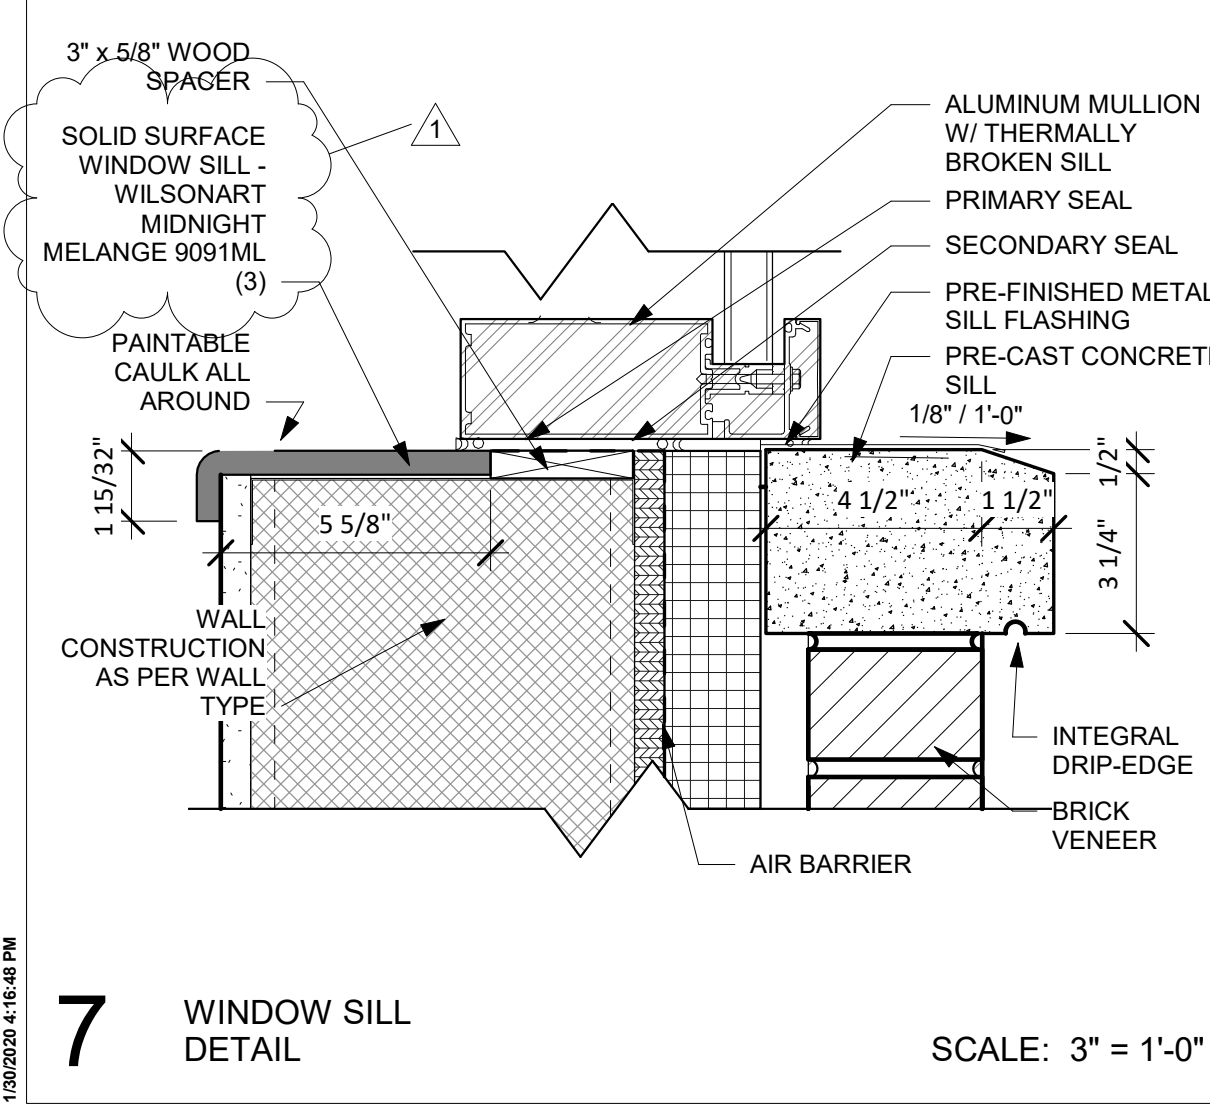 3" x 5/8" WOOD
SPACER
SOLID SURFACE
WINDOW SILL -
WILSONART
MIDNIGHT
MELANGE 9091ML
(3)
1
PAINTABLE
CAULK ALL
AROUND
1 15/32"
5 5/8"
WALL
CONSTRUCTION
AS PER WALL
TYPE
ALUMINUM MULLION
W/ THERMALLY
BROKEN SILL
PRIMARY SEAL
SECONDARY SEAL
PRE-FINISHED METAL
SILL FLASHING
PRE-CAST CONCRET
SILL
1/8" / 1'-0"
4 1/2"
1 1/2"
1/2"
3 1/4"
INTEGRAL
DRIP-EDGE
BRICK
VENEER
AIR BARRIER
1/30/2020 4:16:48 PM
7
WINDOW SILL
DETAIL
SCALE: 3" = 1'-0"